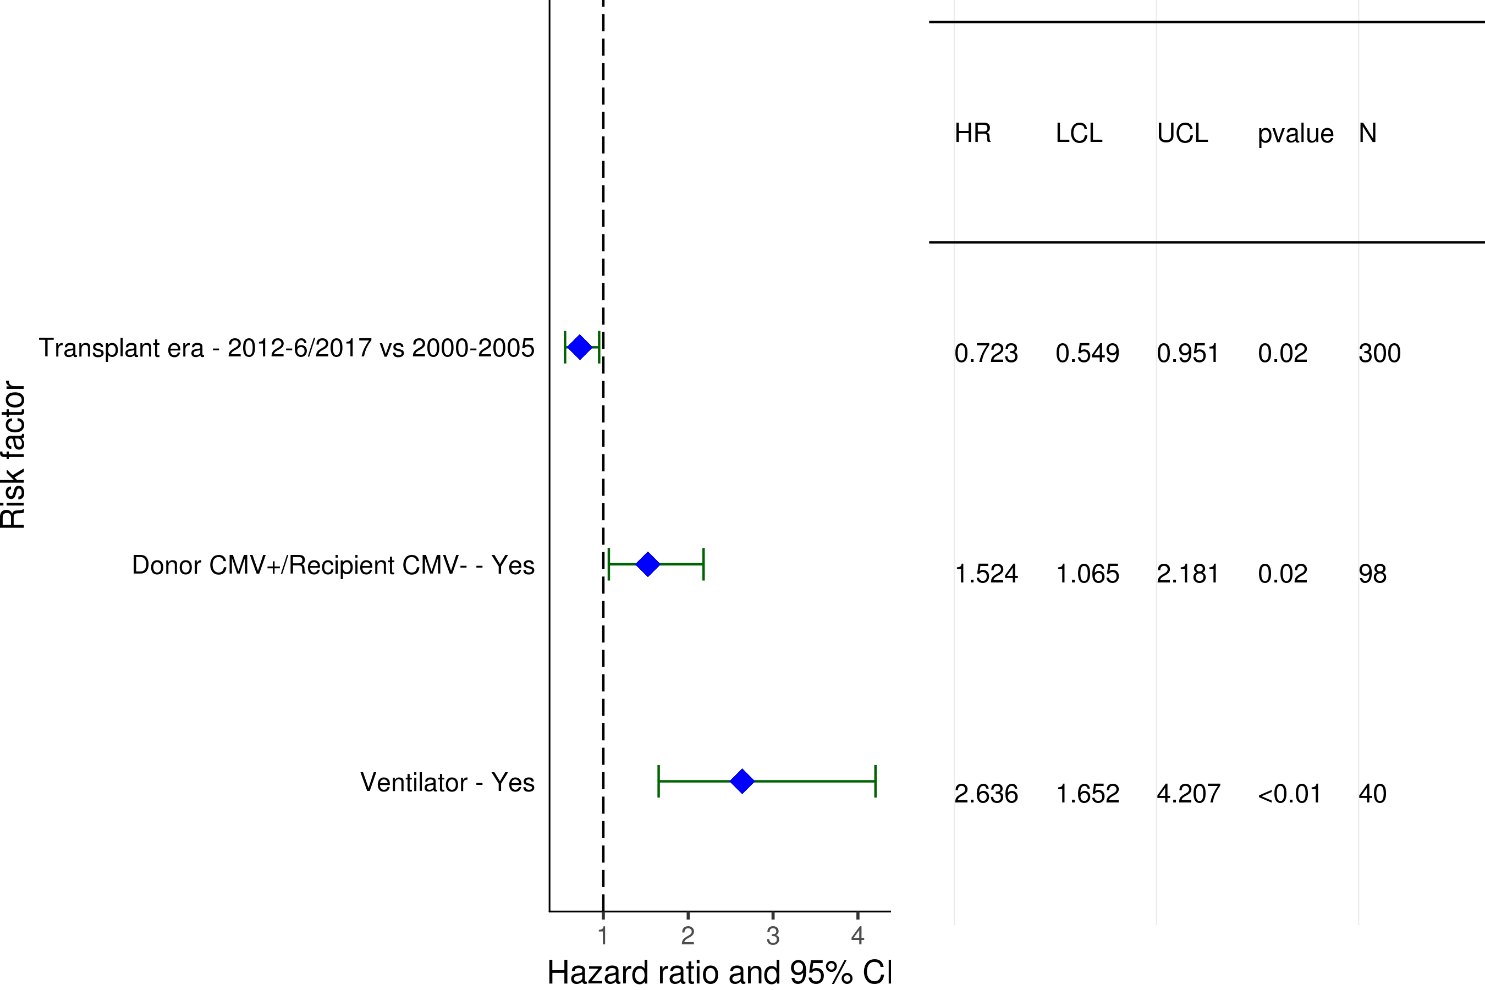 HR LCL UCL pvalue N
Transplant era - 2012-6/2017 vs 2000-2005 0.723 0.549 0.951 0.02 300
Donor CMV+/Recipient CMV- - Yes 1.524 1.065 2.181 0.02 98
Ventilator - Yes 2.636 1.652 4.207 <0.01 40
Risk factor
1 2 3 4
Hazard ratio and 95% CI